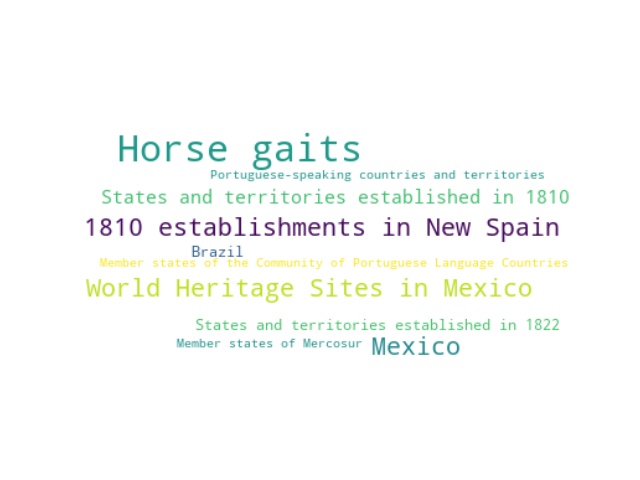 Horse gaits
Portuguese-speaking countries and territories
States and territories established in 1810
1810 establishments in New Spain
Brazil
Member states of the Community of Portuguese Language Countries
World Heritage Sites in Mexico
States and territories established in 1822
Member states of Mercosur
Mexico